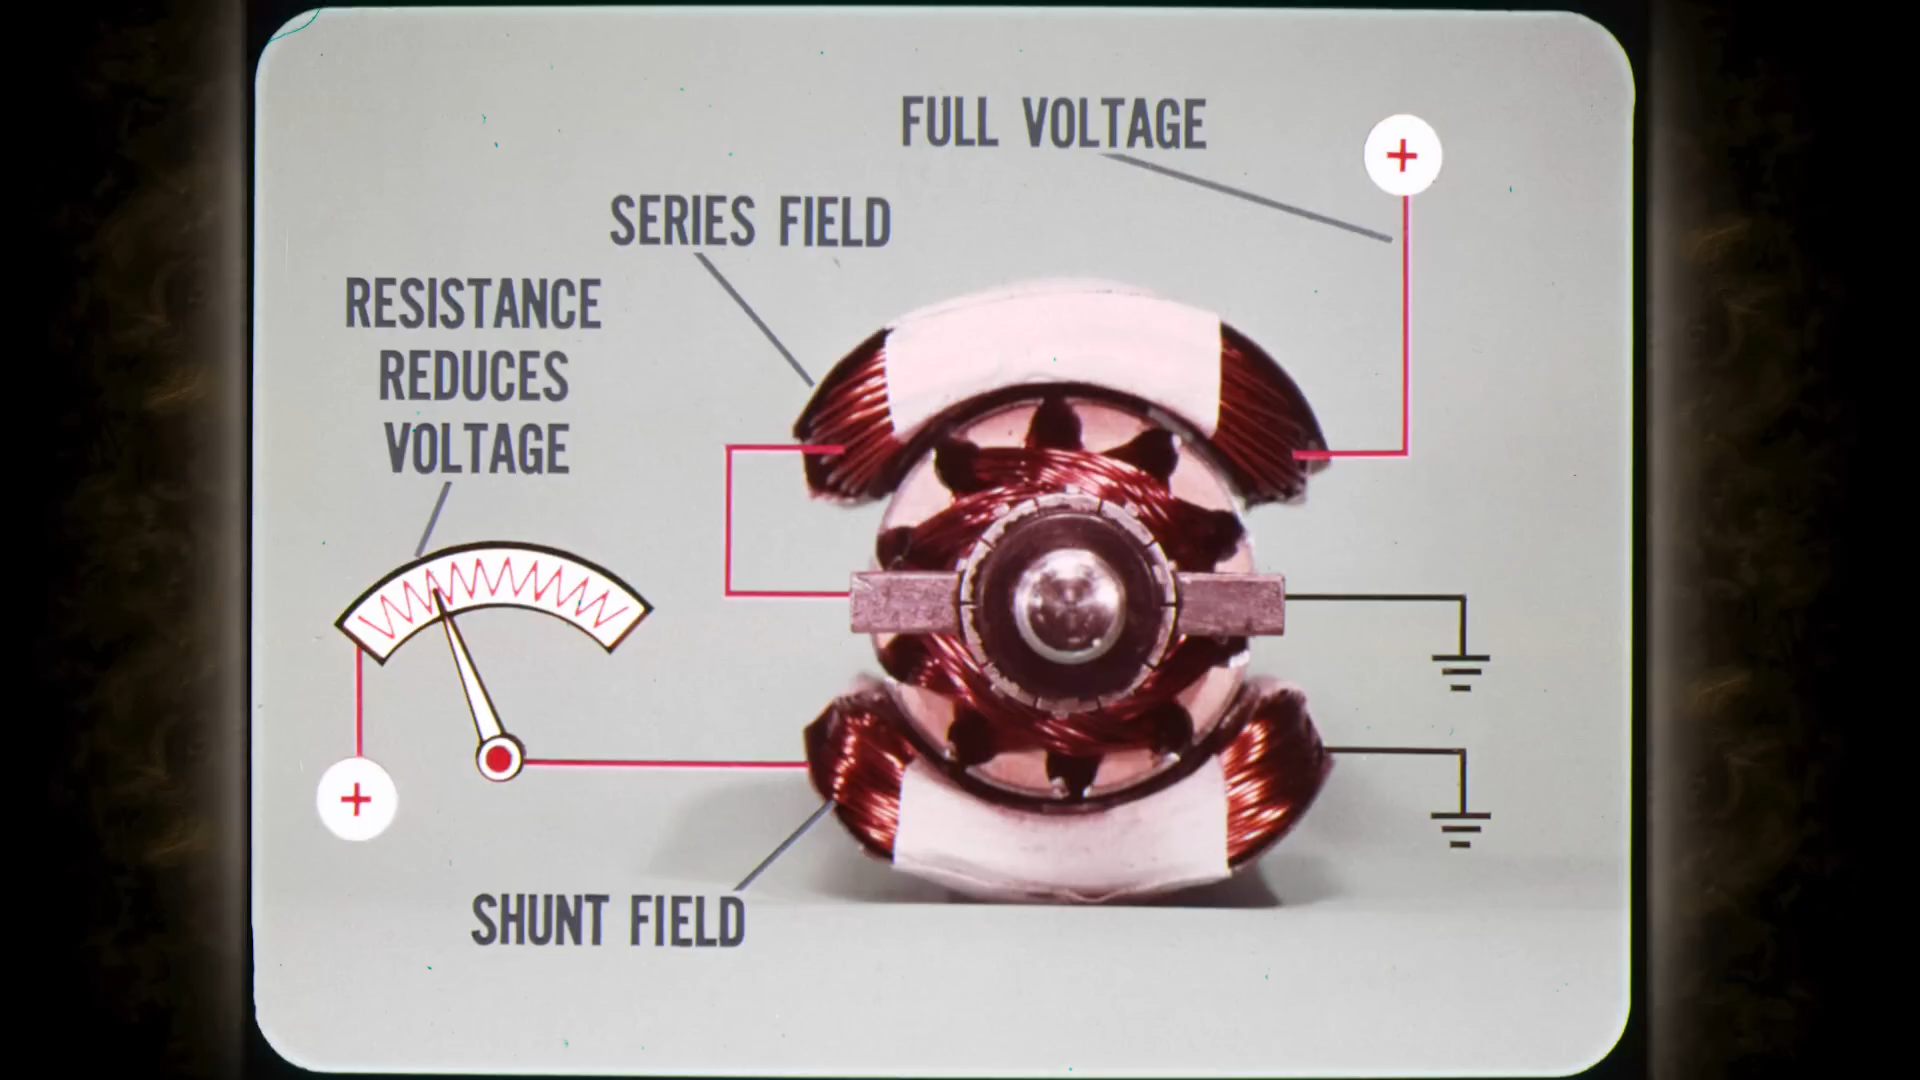 FULL VOLTAGE
SERIES FIELD
RESISTANCE
REDUCES
VOLTAGE
SHUNT FIELD
+
+